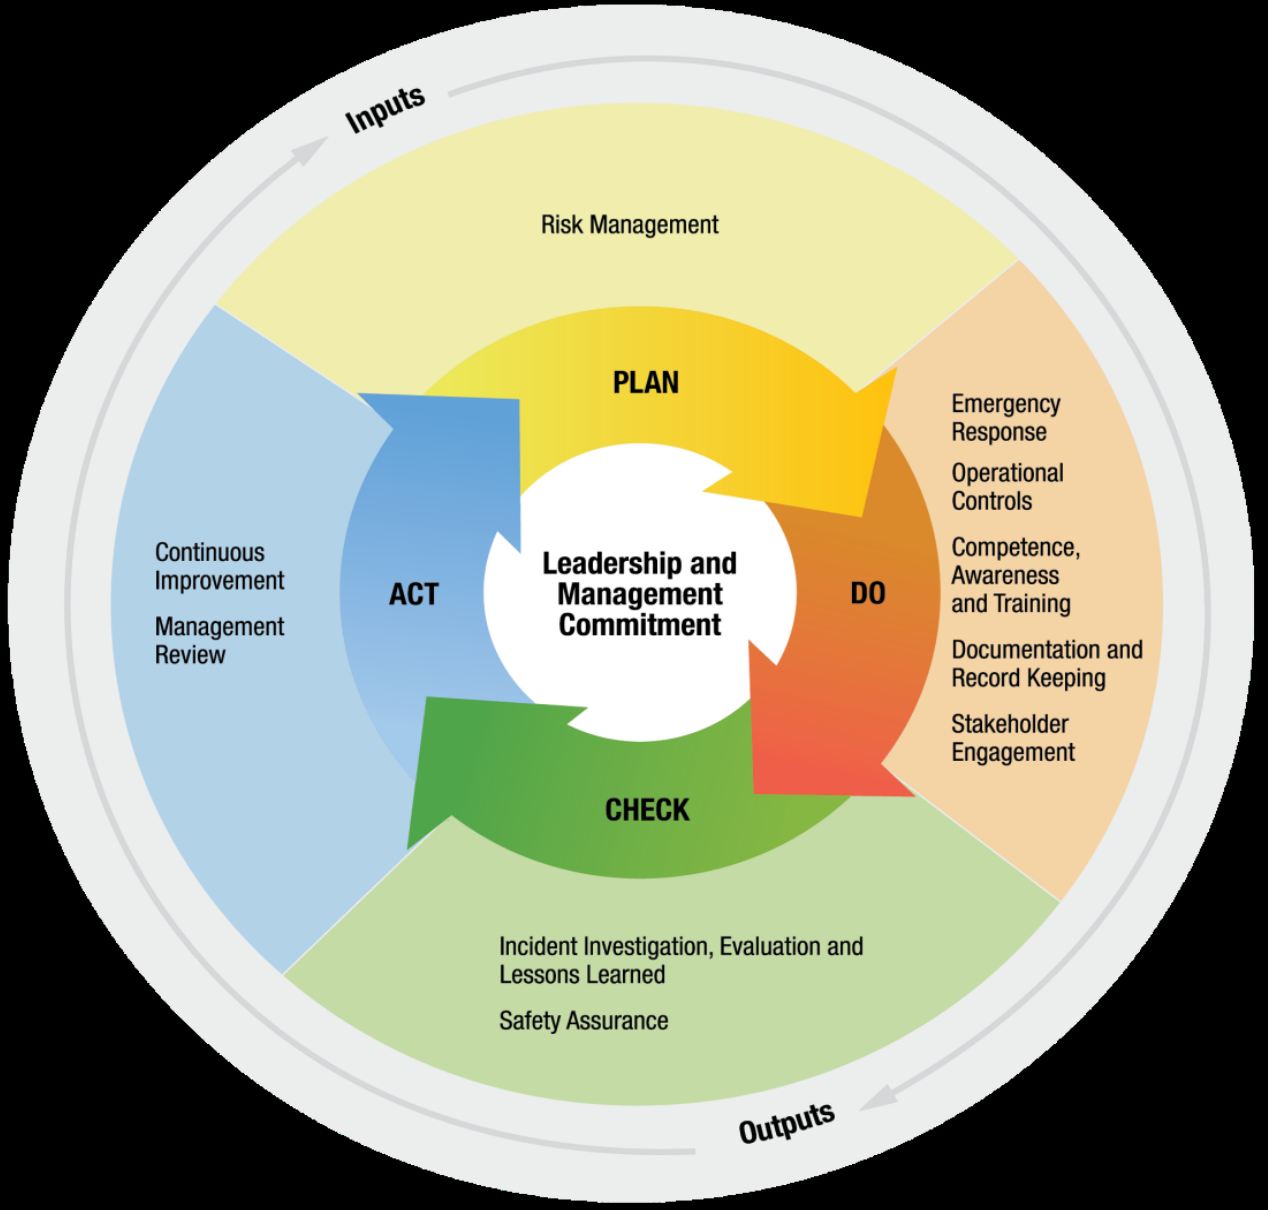 Inputs
Risk Management
PLAN
Emergency
Response
Operational
Controls
Competence,
Awareness
and Training
Documentation and
Record Keeping
Stakeholder
Engagement
DO
Leadership and
Management
Commitment
ACT
Continuous
Improvement
Management
Review
CHECK
Incident Investigation, Evaluation and
Lessons Learned
Safety Assurance
Outputs